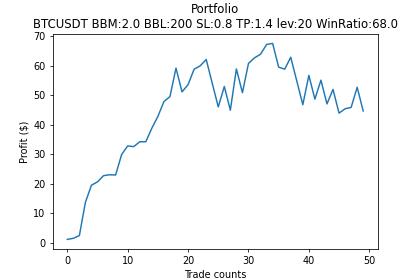 Portfolio
BTCUSDT BBM:2.0 BBL:200 SL:0.8 TP:1.4 lev:20 WinRatio:68.0
70
60
50
40
30
20
10
0
Profit ($)
0 10 20 30 40 50
Trade counts